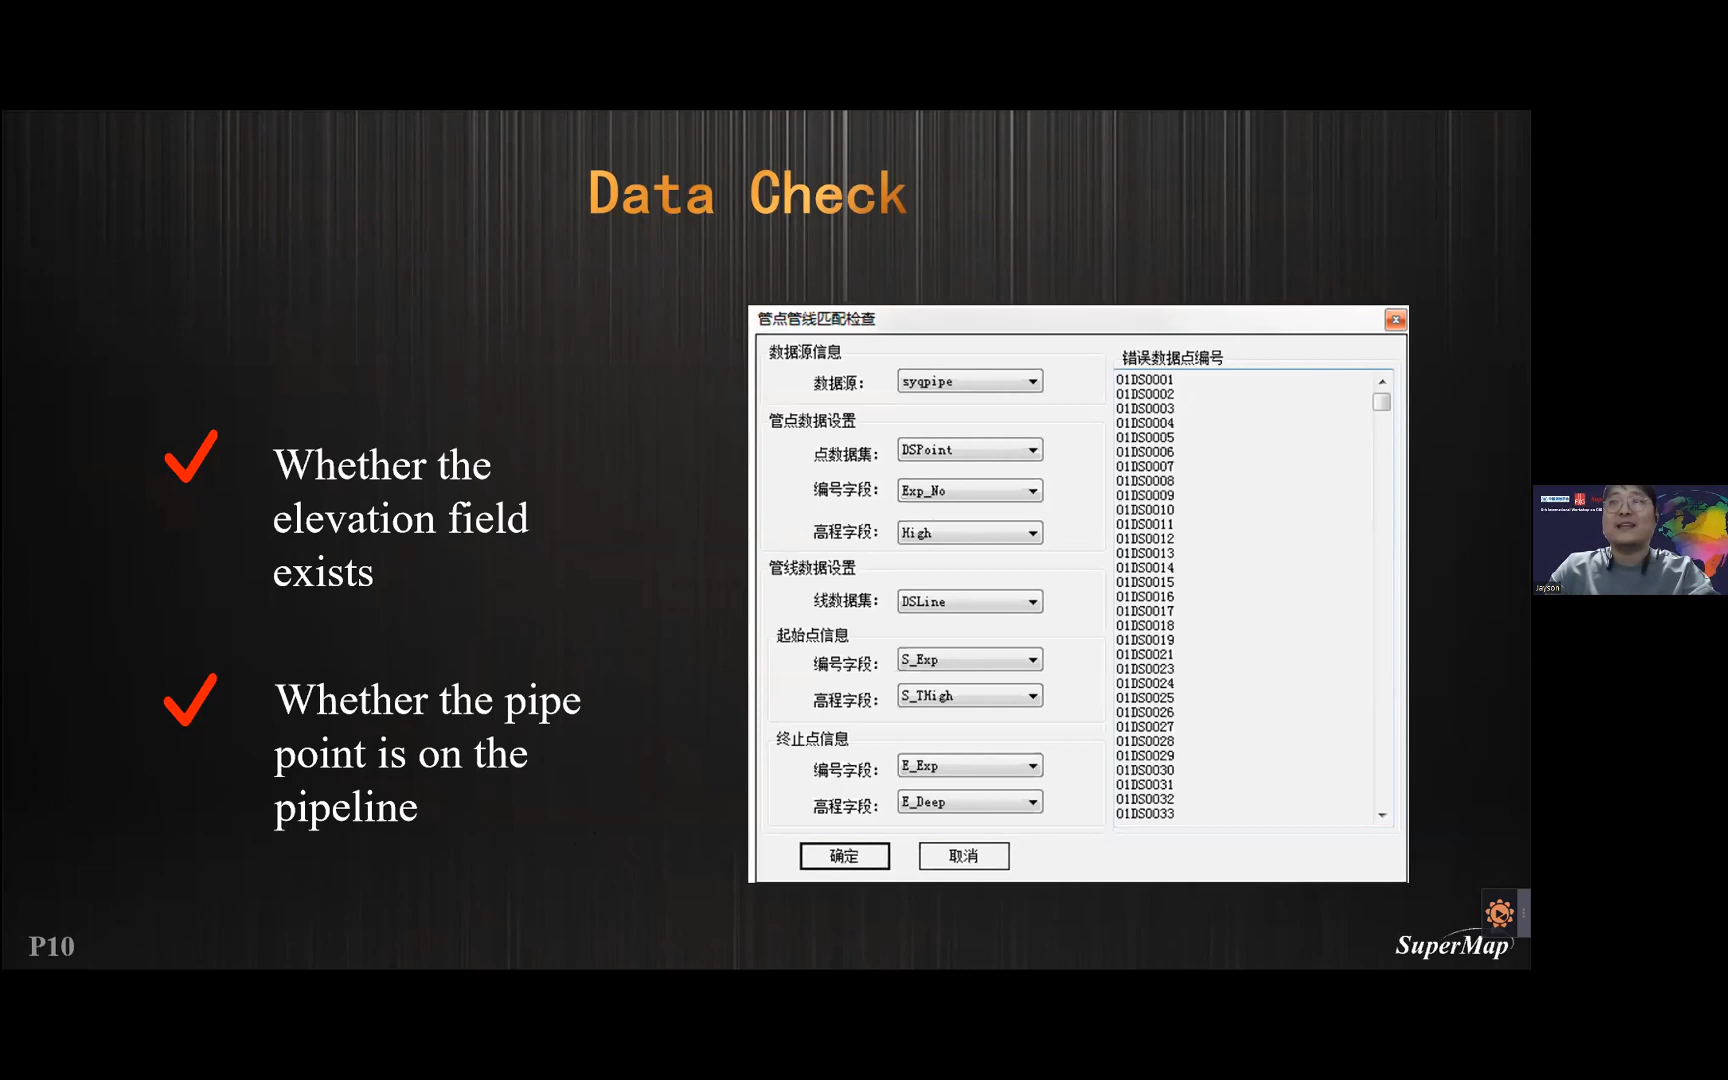 Data Check
Whether the
elevation field
exists
Whether the pipe
point is on the
pipeline
管点管线匹配检查
数据源信息
数据源: syqpipe
管点数据设置
点数据集: DSPoint
编号字段: Exp_No
高程字段: High
管线数据设置
线数据集: DSLine
起始点信息
编号字段: S_Exp
高程字段: S_THigh
终止点信息
编号字段: E_Exp
高程字段: E_Deep
确定 取消
错误数据点编号
01DS0001
01DS0002
01DS0003
01DS0004
01DS0005
01DS0006
01DS0007
01DS0008
01DS0009
01DS0010
01DS0011
01DS0012
01DS0013
01DS0014
01DS0015
01DS0016
01DS0017
01DS0018
01DS0019
01DS0021
01DS0023
01DS0024
01DS0025
01DS0026
01DS0027
01DS0028
01DS0029
01DS0030
01DS0031
01DS0032
01DS0033
P10
SuperMap
Jayson